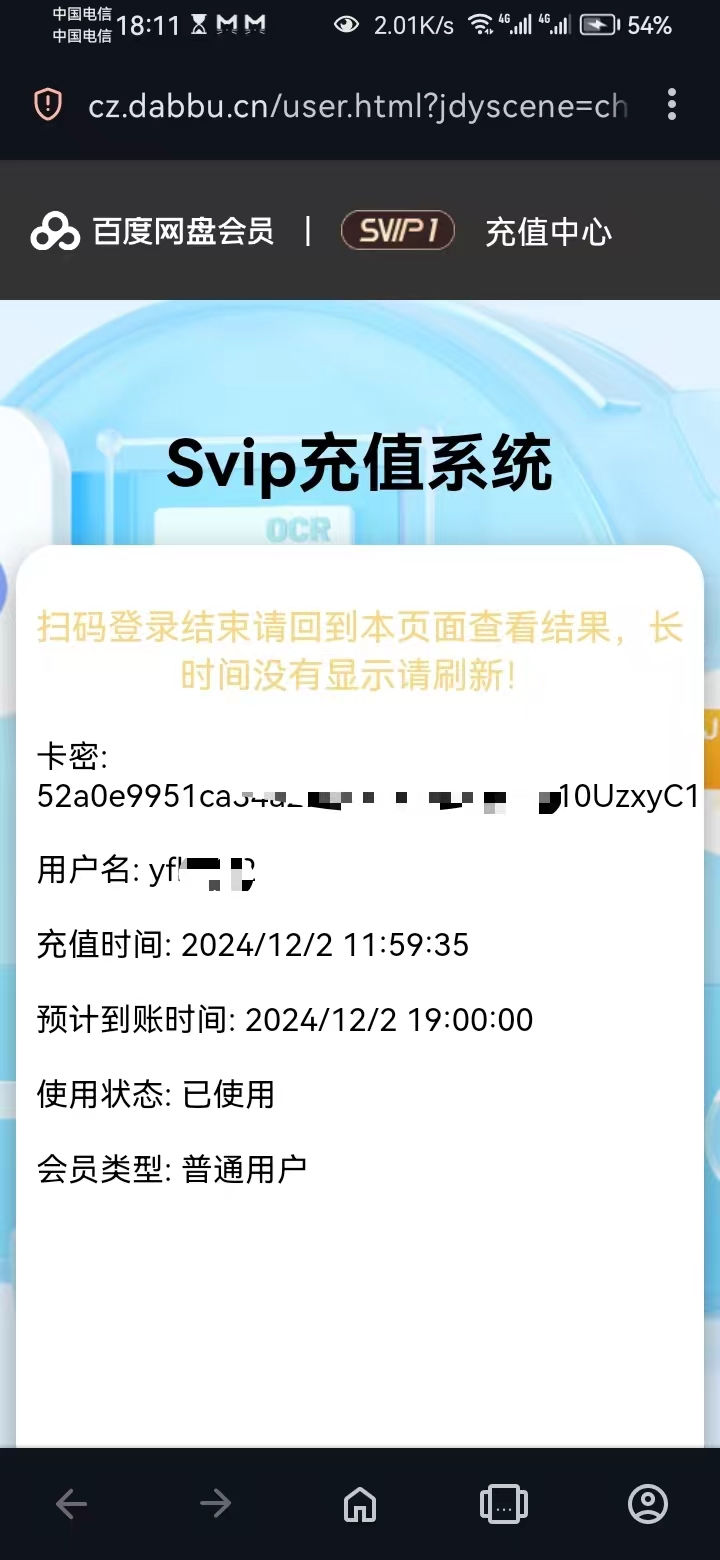 中国电信
中国电信
18:11
2.01K/s
4G
4G
54%
cz.dabbu.cn/user.html?jdyscene=ch
百度网盘会员 | SVIP1 充值中心
OCR
Svip充值系统
扫码登录结束请回到本页面查看结果，长
时间没有显示请刷新！
卡密:
52a0e9951ca 10UzxyC1
用户名: yf
充值时间: 2024/12/2 11:59:35
预计到账时间: 2024/12/2 19:00:00
使用状态: 已使用
会员类型: 普通用户